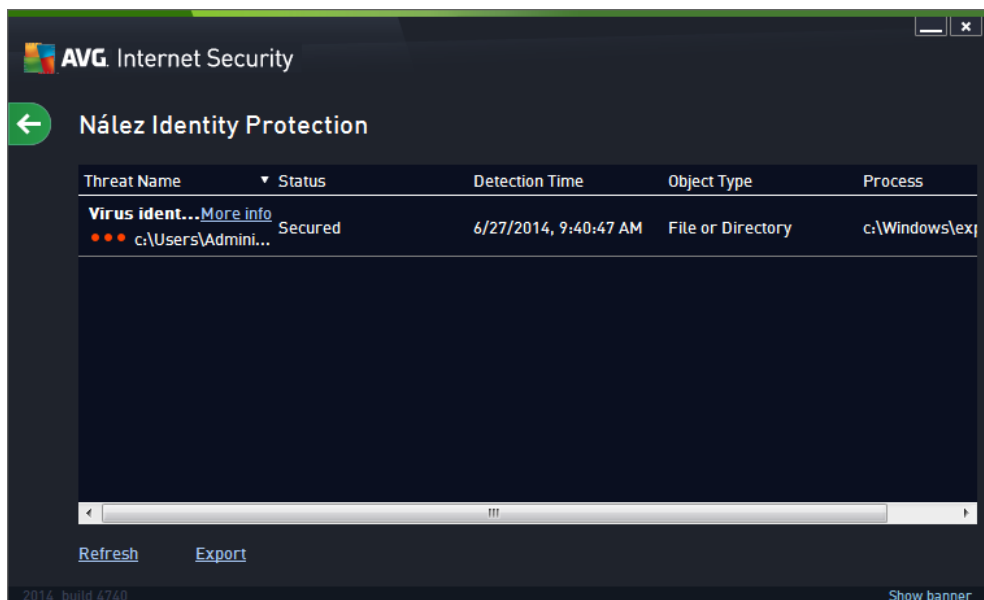 AVG. Internet Security
Nález Identity Protection
Threat Name Status Detection Time Object Type Process
Virus ident...More info
Secured 6/27/2014, 9:40:47 AM File or Directory c:\Windows\exp
c:\Users\Admini...
Refresh Export
2014 build 4740 Show banner